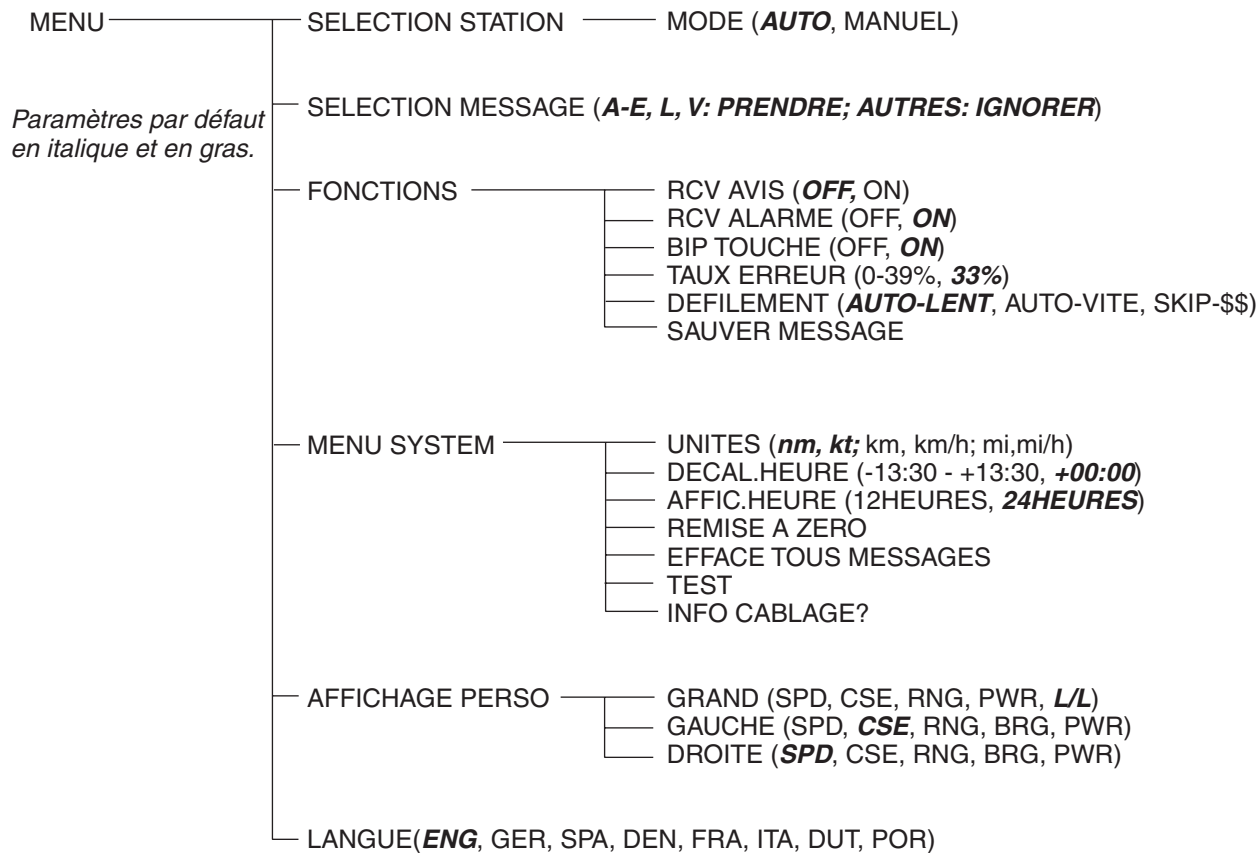 MENU SELECTION STATION MODE (AUTO, MANUEL)
SELECTION MESSAGE (A-E, L, V: PRENDRE; AUTRES: IGNORER)
Paramètres par défaut
en italique et en gras.
FONCTIONS RCV AVIS (OFF, ON)
RCV ALARME (OFF, ON)
BIP TOUCHE (OFF, ON)
TAUX ERREUR (0-39%, 33%)
DEFILEMENT (AUTO-LENT, AUTO-VITE, SKIP-$$)
SAUVER MESSAGE
MENU SYSTEM UNITES (nm, kt; km, km/h; mi,mi/h)
DECAL.HEURE (-13:30 - +13:30, +00:00)
AFFIC.HEURE (12HEURES, 24HEURES)
REMISE A ZERO
EFFACE TOUS MESSAGES
TEST
INFO CABLAGE?
AFFICHAGE PERSO GRAND (SPD, CSE, RNG, PWR, L/L)
GAUCHE (SPD, CSE, RNG, BRG, PWR)
DROITE (SPD, CSE, RNG, BRG, PWR)
LANGUE(ENG, GER, SPA, DEN, FRA, ITA, DUT, POR)